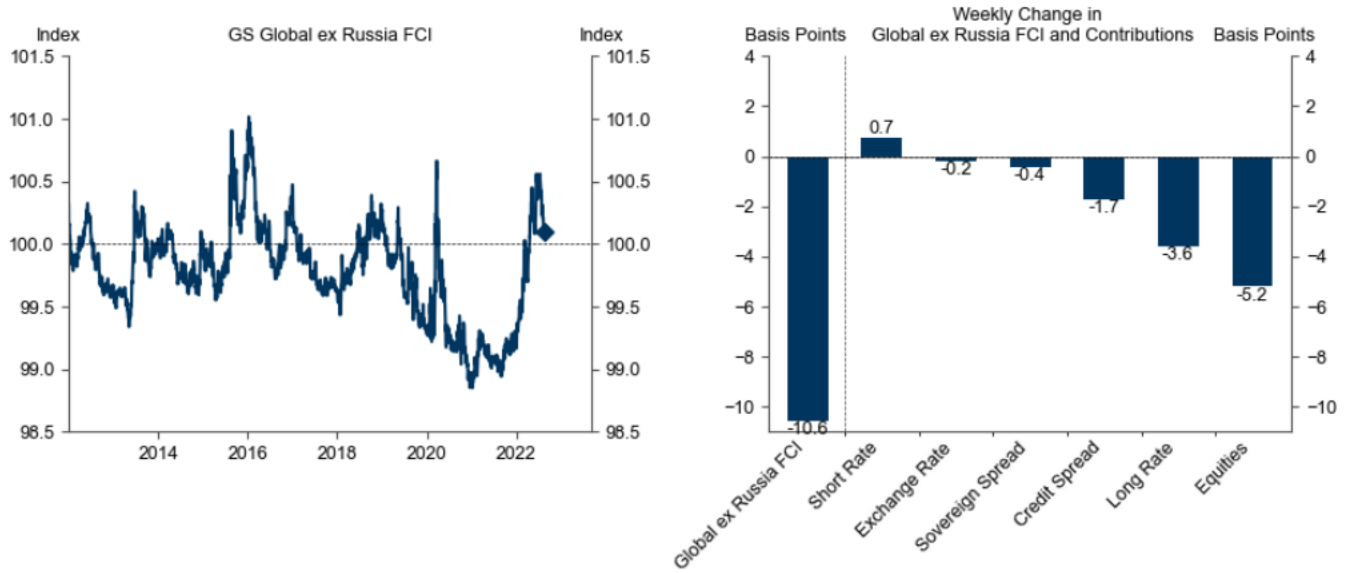 Index GS Global ex Russia FCI Index
101.5 101.5
101.0 101.0
100.5 100.5
100.0 100.0
99.5 99.5
99.0 99.0
98.5 98.5
2014 2016 2018 2020 2022
Weekly Change in
Basis Points Global ex Russia FCI and Contributions Basis Points
4 4
2 2
0.7
0 0
-0.2
-0.4
-1.7
−2 −2
-3.6
−4 −4
-5.2
−6 −6
−8 −8
−10 −10
-10.6
Global ex Russia FCI
Short Rate
Exchange Rate
Sovereign Spread
Credit Spread
Long Rate
Equities